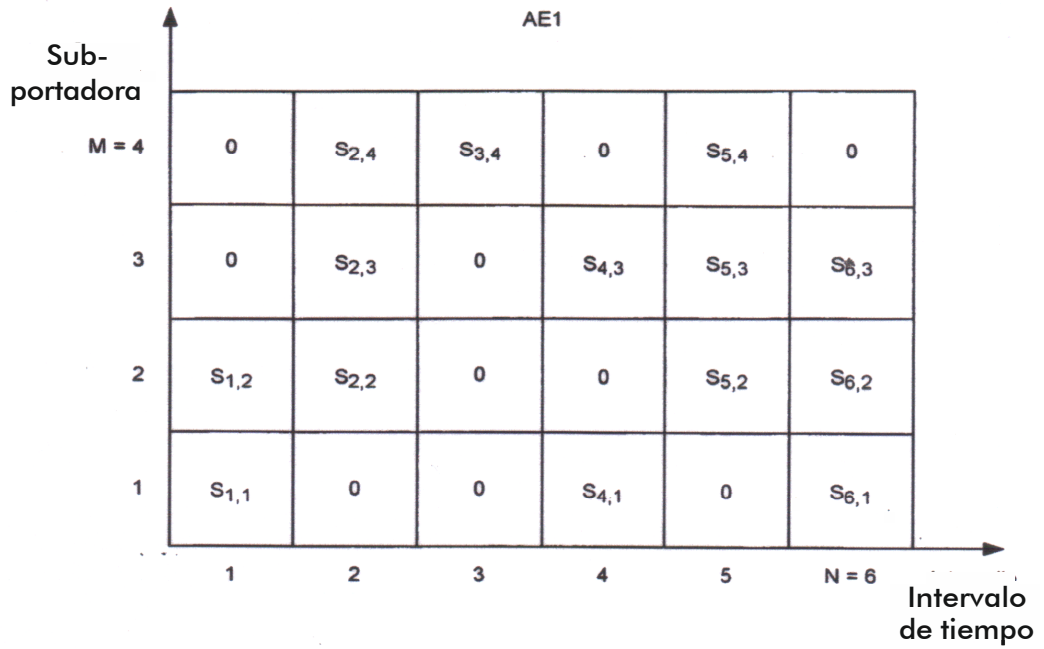 AE1
Sub-
portadora
M = 4 0 S2,4 S3,4 0 S5,4 0
3 0 S2,3 0 S4,3 S5,3 S6,3
2 S1,2 S2,2 0 0 S5,2 S6,2
1 S1,1 0 0 S4,1 0 S6,1
1 2 3 4 5 N = 6
Intervalo
de tiempo